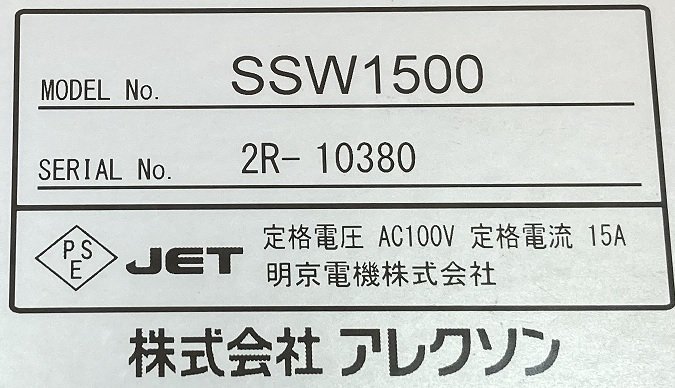 MODEL No. SSW1500
SERIAL No. 2R-10380
PSE JET 定格電圧 AC100V 定格電流 15A
明京電機株式会社
株式会社 アレクソン